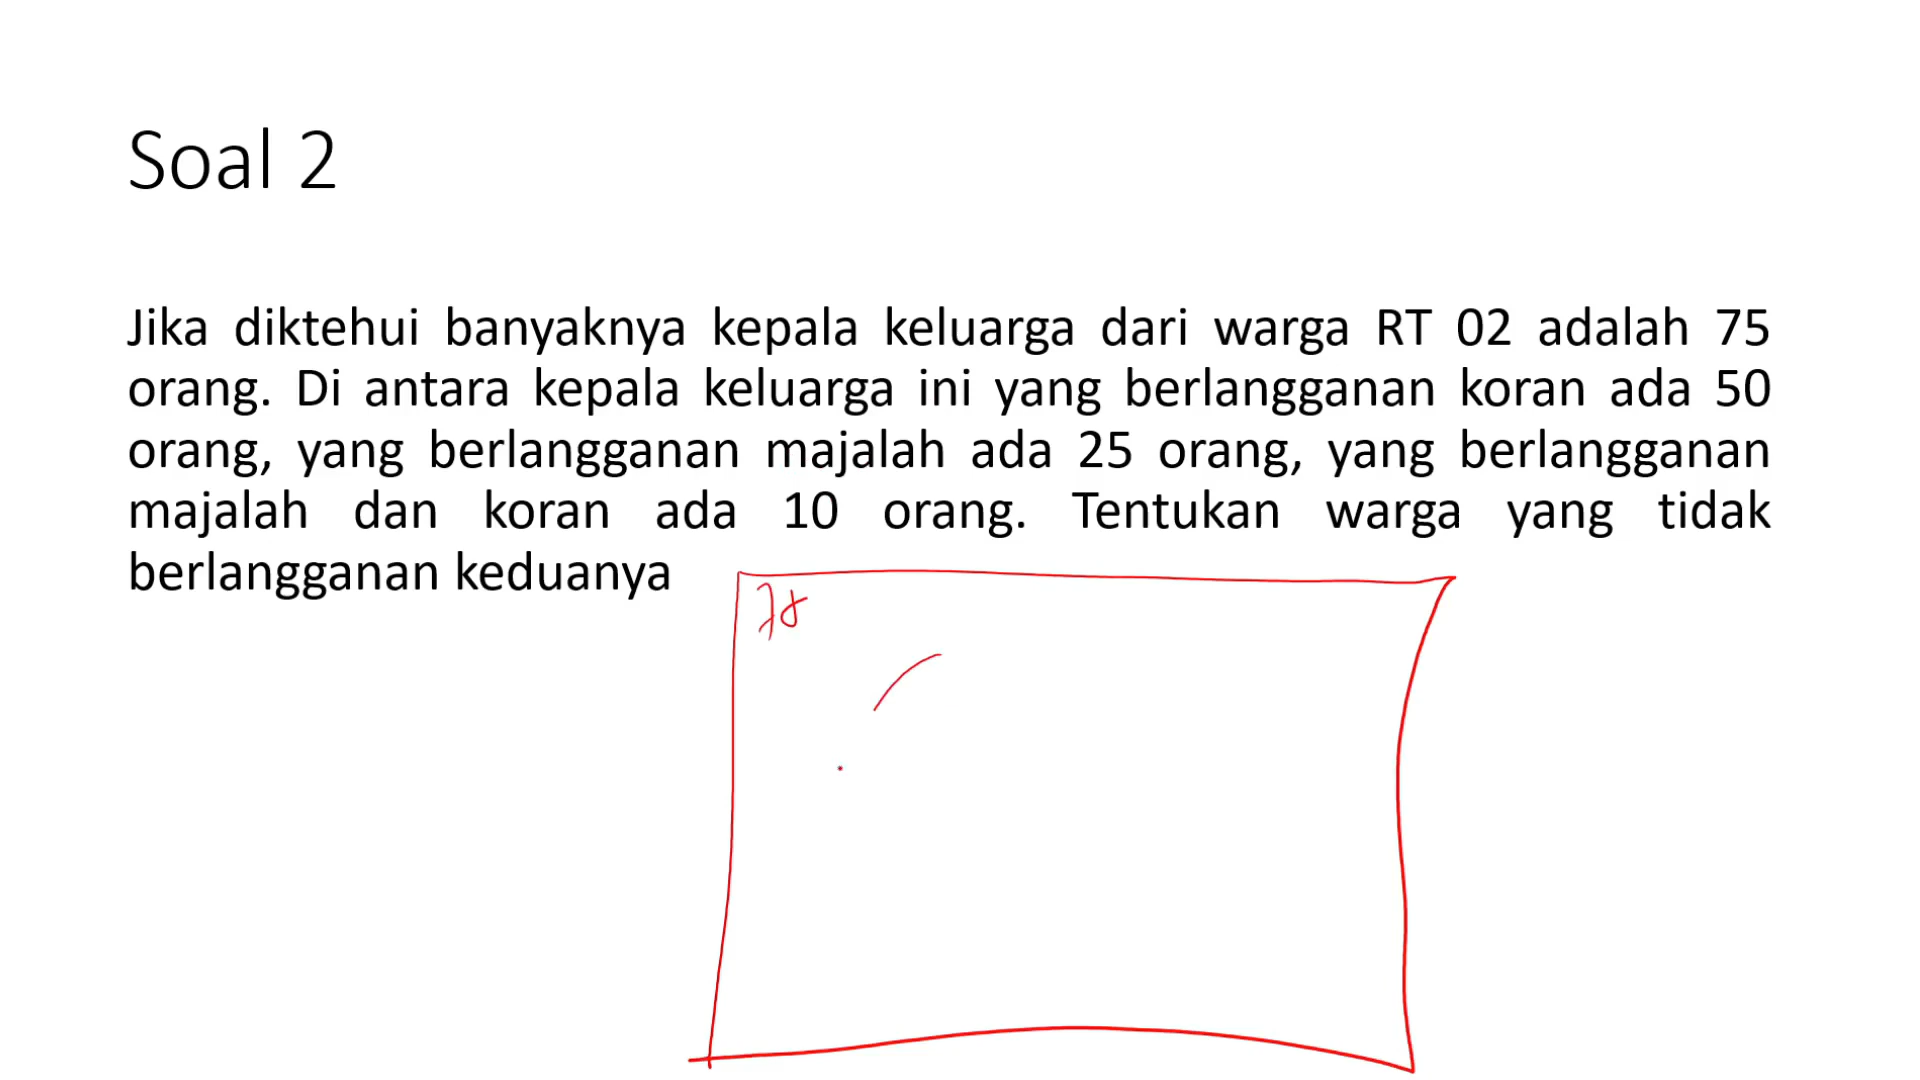 Soal 2
Jika diktehui banyaknya kepala keluarga dari warga RT 02 adalah 75
orang. Di antara kepala keluarga ini yang berlangganan koran ada 50
orang, yang berlangganan majalah ada 25 orang, yang berlangganan
majalah dan koran ada 10 orang. Tentukan warga yang tidak
berlangganan keduanya